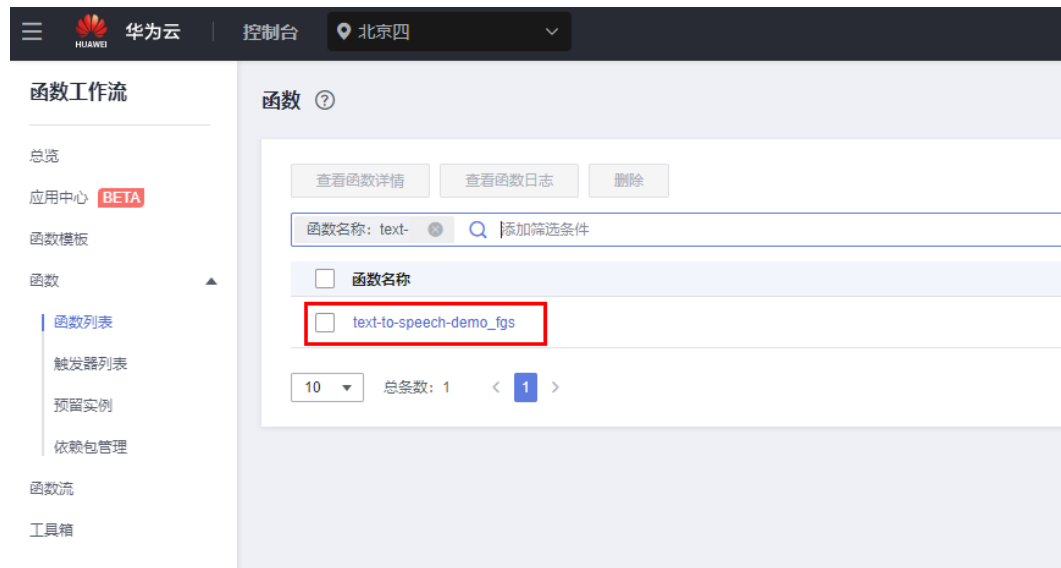 HUAWEI 华为云 控制台 北京四
函数工作流
函数
总览
应用中心 BETA
函数模板
函数
函数列表
触发器列表
预留实例
依赖包管理
函数流
工具箱
查看函数详情 查看函数日志 删除
函数名称: text- 添加筛选条件
函数名称
text-to-speech-demo_fgs
10 总条数: 1 < 1 >